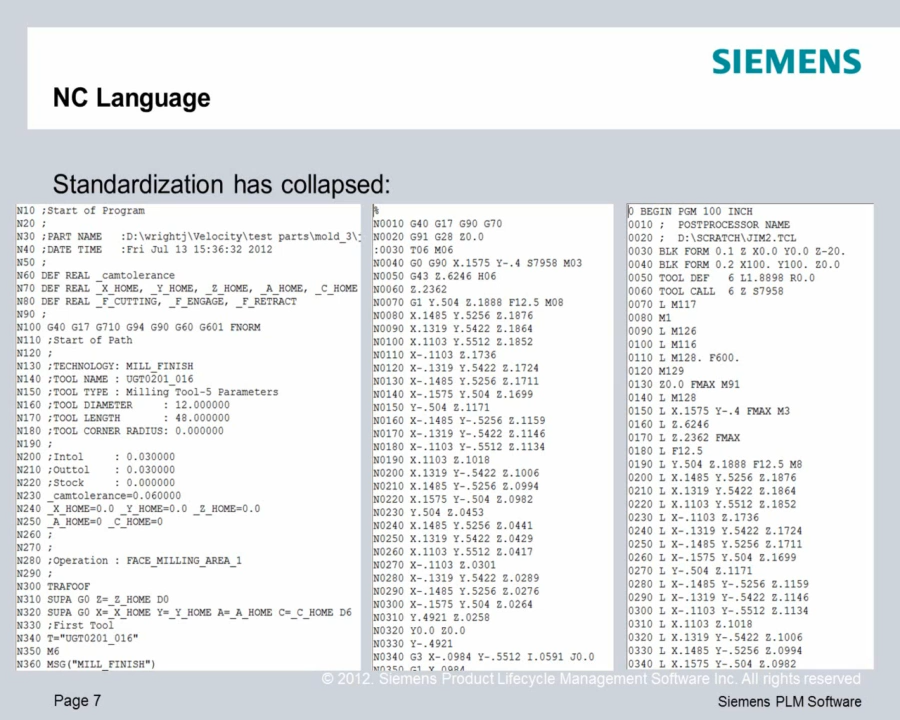 SIEMENS
NC Language
Standardization has collapsed:
N10 ;Start of Program
N20 ;
N30 ;PART NAME :D:\wrightj\Velocity\test parts\mold_3\
N40 ;DATE TIME :Fri Jul 13 15:36:32 2012
N50 ;
N60 DEF REAL _camtolerance
N70 DEF REAL _X_HOME, _Y_HOME, _Z_HOME, _A_HOME, _C_HOME
N80 DEF REAL _F_CUTTING, _F_ENGAGE, _F_RETRACT
N90 ;
N100 G40 G17 G710 G94 G90 G60 G601 FNORM
N110 ;Start of Path
N120 ;
N130 ;TECHNOLOGY: MILL_FINISH
N140 ;TOOL NAME : UGT0201_016
N150 ;TOOL TYPE : Milling Tool-5 Parameters
N160 ;TOOL DIAMETER : 12.000000
N170 ;TOOL LENGTH : 48.000000
N180 ;TOOL CORNER RADIUS: 0.000000
N190 ;
N200 ;Intol : 0.030000
N210 ;Outtol : 0.030000
N220 ;Stock : 0.000000
N230 _camtolerance=0.060000
N240 _X_HOME=0.0 _Y_HOME=0.0 _Z_HOME=0.0
N250 _A_HOME=0 _C_HOME=0
N260 ;
N270 ;
N280 ;Operation : FACE_MILLING_AREA_1
N290 ;
N300 TRAFOOF
N310 SUPA G0 Z=_Z_HOME D0
N320 SUPA G0 X=_X_HOME Y=_Y_HOME A=_A_HOME C=_C_HOME D6
N330 ;First Tool
N340 T="UGT0201_016"
N350 M6
N360 MSG("MILL_FINISH")
%
N0010 G40 G17 G90 G70
N0020 G91 G28 Z0.0
:0030 T06 M06
N0040 G0 G90 X.1575 Y-.4 S7958 M03
N0050 G43 Z.6246 H06
N0060 Z.2362
N0070 G1 Y.504 Z.1888 F12.5 M08
N0080 X.1485 Y.5256 Z.1876
N0090 X.1319 Y.5422 Z.1864
N0100 X.1103 Y.5512 Z.1852
N0110 X-.1103 Z.1736
N0120 X-.1319 Y.5422 Z.1724
N0130 X-.1485 Y.5256 Z.1711
N0140 X-.1575 Y.504 Z.1699
N0150 Y-.504 Z.1171
N0160 X-.1485 Y-.5256 Z.1159
N0170 X-.1319 Y-.5422 Z.1146
N0180 X-.1103 Y-.5512 Z.1134
N0190 X.1103 Z.1018
N0200 X.1319 Y-.5422 Z.1006
N0210 X.1485 Y-.5256 Z.0994
N0220 X.1575 Y-.504 Z.0982
N0230 Y.504 Z.0453
N0240 X.1485 Y.5256 Z.0441
N0250 X.1319 Y.5422 Z.0429
N0260 X.1103 Y.5512 Z.0417
N0270 X-.1103 Z.0301
N0280 X-.1319 Y.5422 Z.0289
N0290 X-.1485 Y.5256 Z.0276
N0300 X-.1575 Y.504 Z.0264
N0310 Y.4921 Z.0258
N0320 Y0.0 Z0.0
N0330 Y-.4921
N0340 G3 X-.0984 Y-.5512 I.0591 J0.0
N0350 G1 X.0984
0 BEGIN PGM 100 INCH
0010 ; POSTPROCESSOR NAME
0020 ; D:\SCRATCH\JIM2.TCL
0030 BLK FORM 0.1 Z X0.0 Y0.0 Z-20.
0040 BLK FORM 0.2 X100. Y100. Z0.0
0050 TOOL DEF 6 L1.8898 R0.0
0060 TOOL CALL 6 Z S7958
0070 L M117
0080 M1
0090 L M126
0100 L M116
0110 L M128. F600.
0120 M129
0130 Z0.0 FMAX M91
0140 L M128
0150 L X.1575 Y-.4 FMAX M3
0160 L Z.6246
0170 L Z.2362 FMAX
0180 L F12.5
0190 L Y.504 Z.1888 F12.5 M8
0200 L X.1485 Y.5256 Z.1876
0210 L X.1319 Y.5422 Z.1864
0220 L X.1103 Y.5512 Z.1852
0230 L X-.1103 Z.1736
0240 L X-.1319 Y.5422 Z.1724
0250 L X-.1485 Y.5256 Z.1711
0260 L X-.1575 Y.504 Z.1699
0270 L Y-.504 Z.1171
0280 L X-.1485 Y-.5256 Z.1159
0290 L X-.1319 Y-.5422 Z.1146
0300 L X-.1103 Y-.5512 Z.1134
0310 L X.1103 Z.1018
0320 L X.1319 Y-.5422 Z.1006
0330 L X.1485 Y-.5256 Z.0994
0340 L X.1575 Y-.504 Z.0982
© 2012. Siemens Product Lifecycle Management Software Inc. All rights reserved
Page 7
Siemens PLM Software